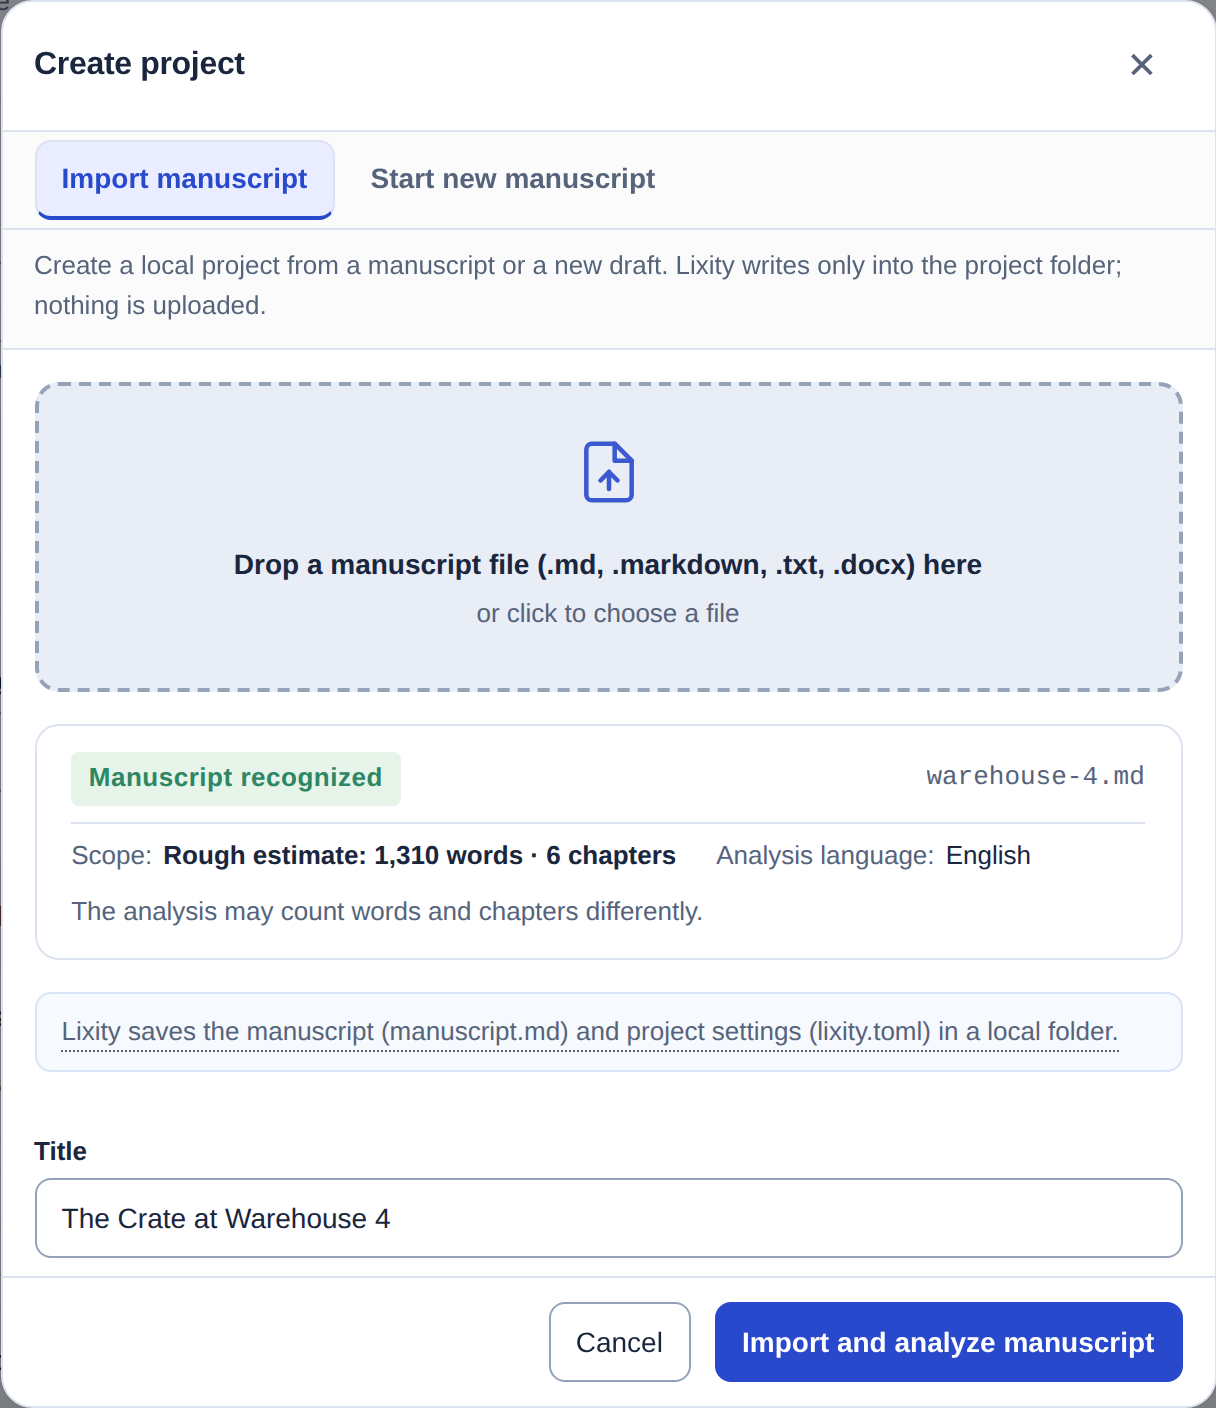 Create project
Import manuscript
Start new manuscript
Create a local project from a manuscript or a new draft. Lixity writes only into the project folder;
nothing is uploaded.
Drop a manuscript file (.md, .markdown, .txt, .docx) here
or click to choose a file
Manuscript recognized
warehouse-4.md
Scope: Rough estimate: 1,310 words · 6 chapters Analysis language: English
The analysis may count words and chapters differently.
Lixity saves the manuscript (manuscript.md) and project settings (lixity.toml) in a local folder.
Title
The Crate at Warehouse 4
Cancel
Import and analyze manuscript